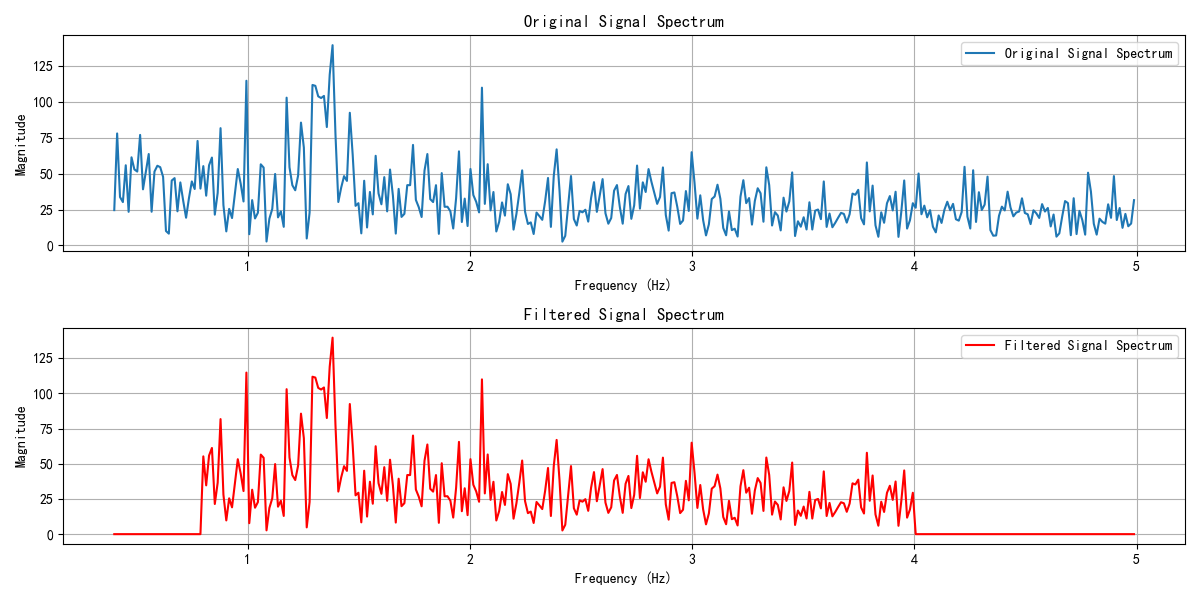 Original Signal Spectrum
Original Signal Spectrum
Magnitude
125
100
75
50
25
0
1
2
3
4
5
Frequency (Hz)
Filtered Signal Spectrum
Filtered Signal Spectrum
Magnitude
125
100
75
50
25
0
1
2
3
4
5
Frequency (Hz)